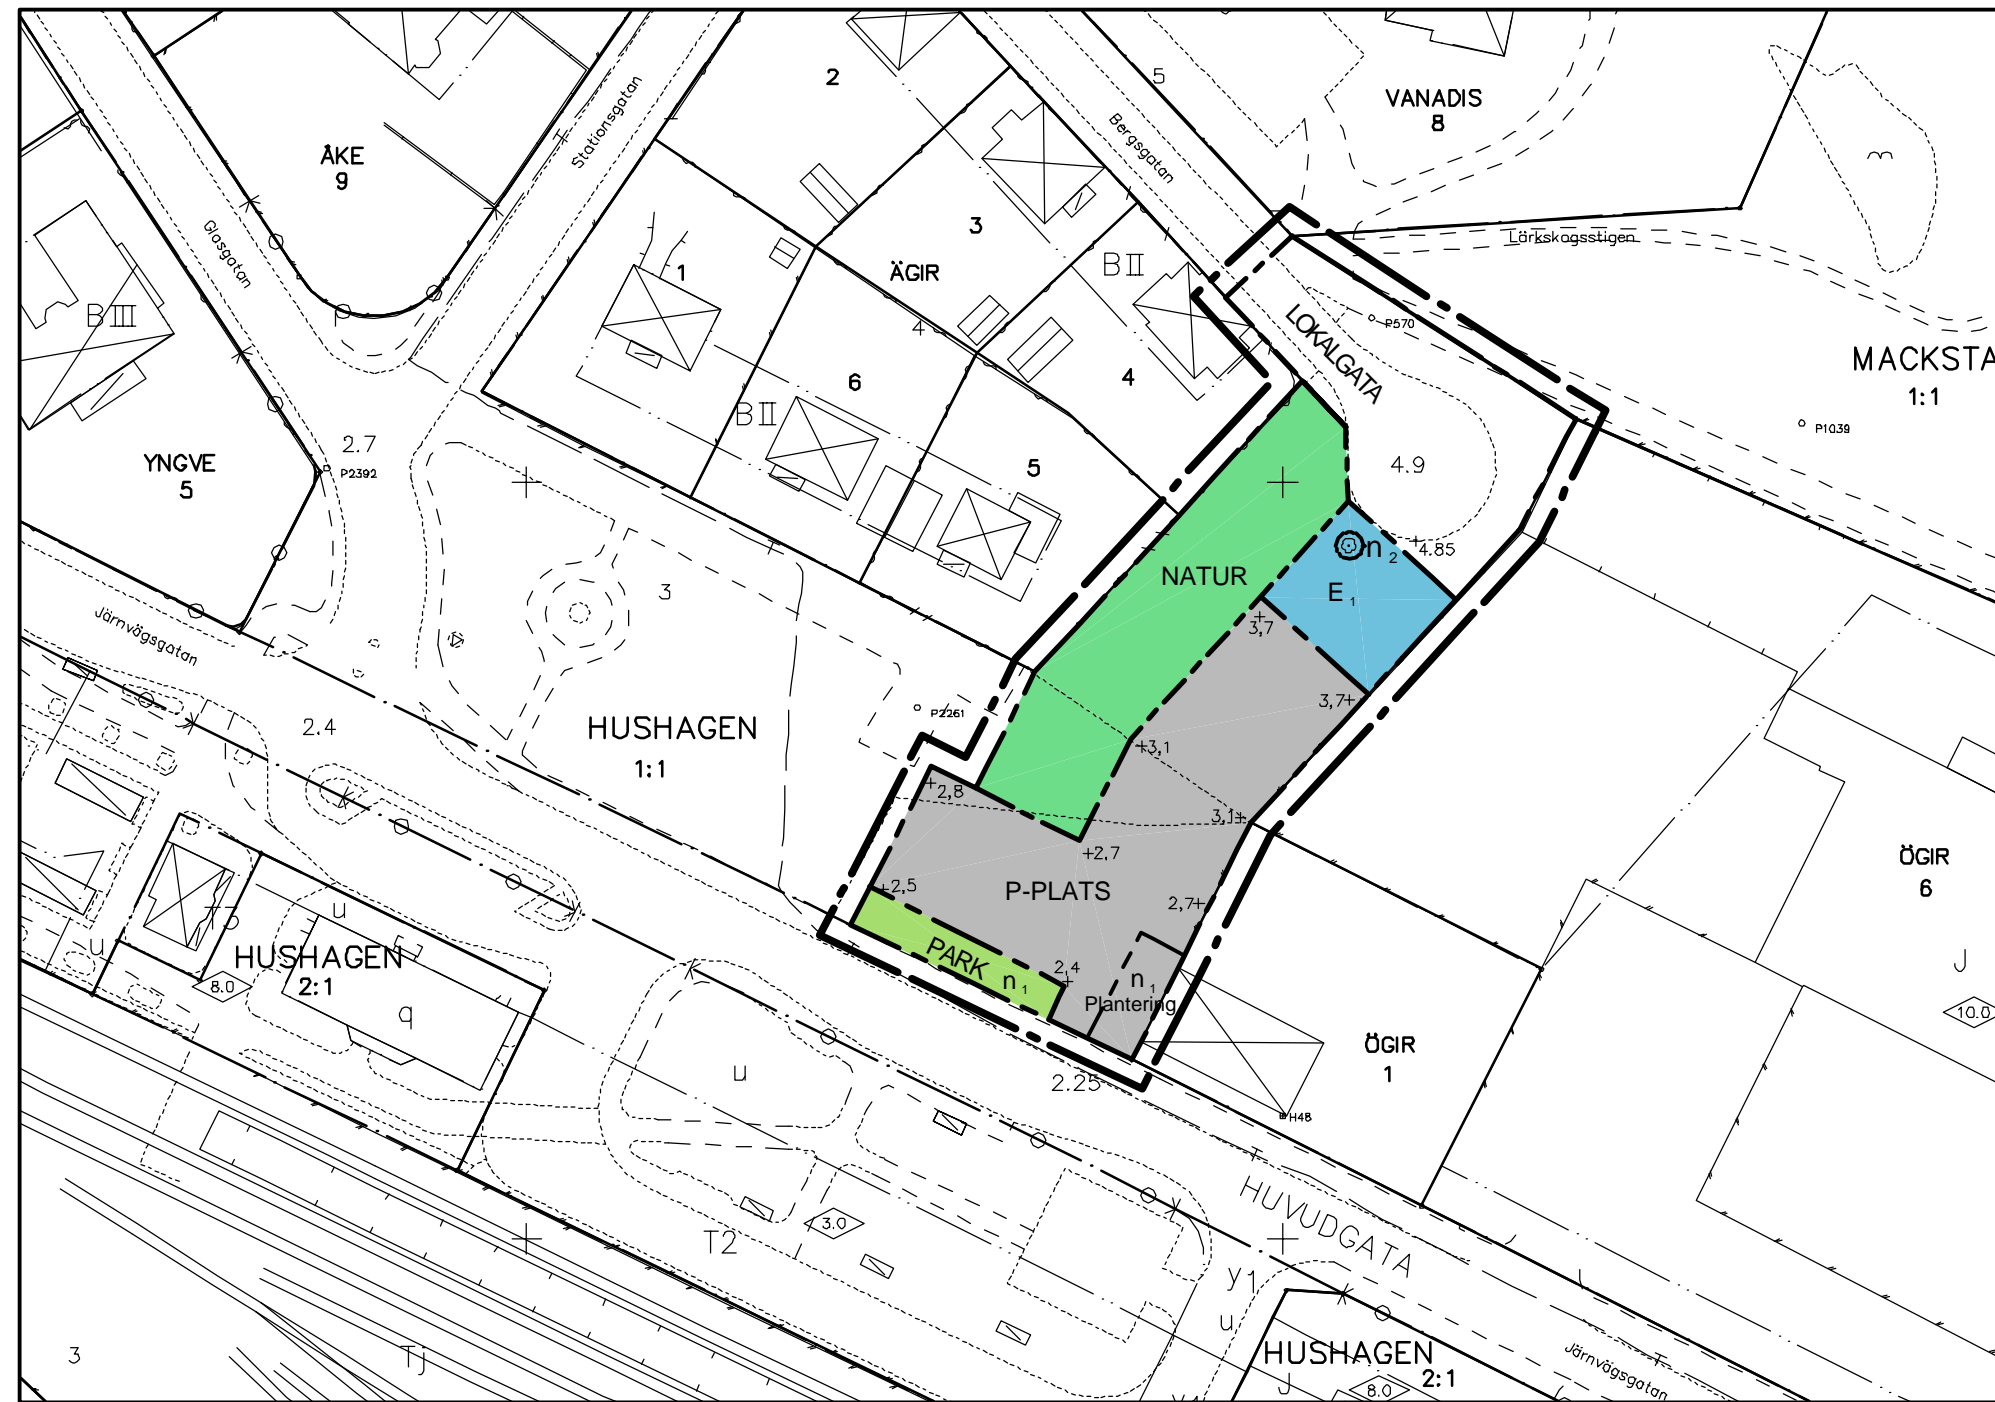 2
5
VANADIS
8
ÅKE
9
Stationsgatan
Bergsgatan
3
Glasgatan
1
ÄGIR
BII
Lärkskogsstigen
BIII
P
4
LOKALGATA
P570
MACKSTA
1:1
6
4
BII
2.7
P2392
YNGVE
5
5
4.9
P1039
n2
4.85
NATUR
E1
3
3,7
Järnvägsgatan
3,7
P2261
2.4
HUSHAGEN
1:1
+3,1
2,8
3,1+
+2,7
2,5
P-PLATS
2,7+
ÖGIR
6
u
u
HUSHAGEN
2:1
8.0
q
PARK n1
2,4
n1
Plantering
J
10.0
ÖGIR
1
u
2.25
H48
HUVUDGATA
3.0
T2
y1
u
3
Tj
HUSHAGEN
2:1
J
8.0
Järnvägsgatan